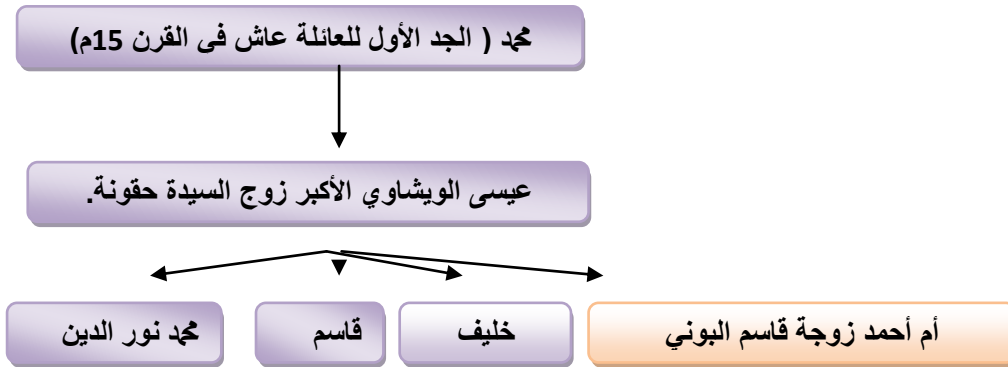 محمد ( الجد الأول للعائلة عاش فى القرن 15م)
عيسى الويشاوي الأكبر زوج السيدة حقونة.
أم أحمد زوجة قاسم البوني
خليف
قاسم
محمد نور الدين